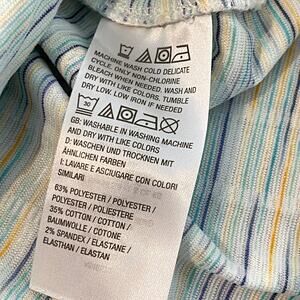 MACHINE WASH COLD DELICATE
CYCLE. ONLY NON-CHLORINE
BLEACH WHEN NEEDED. WASH AND
DRY WITH LIKE COLORS. TUMBLE
DRY LOW. LOW IRON IF NEEDED
30
GB: WASHABLE IN WASHING MACHINE
AND DRY WITH LIKE COLORS
D: WASCHEN UND TROCKNEN MIT
ÄHNLICHEN FARBEN
I: LAVARE E ASCIUGARE CON COLORI
SIMILARI
63% POLYESTER / POLYESTER /
POLYESTER / POLIESTERE
35% COTTON / COTTON /
BAUMWOLLE / COTONE
2% SPANDEX / ELASTANE /
ELASTHAN / ELASTAN